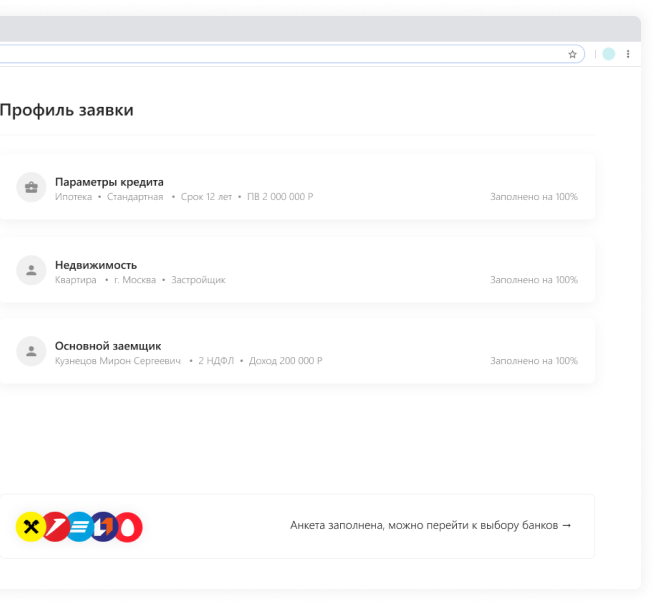 Профиль заявки
Параметры кредита
Ипотека • Стандартная • Срок 12 лет • ПВ 2 000 000 Р
Заполнено на 100%
Недвижимость
Квартира • г. Москва • Застройщик
Заполнено на 100%
Основной заемщик
Кузнецов Мирон Сергеевич • 2 НДФЛ • Доход 200 000 Р
Заполнено на 100%
Анкета заполнена, можно перейти к выбору банков →